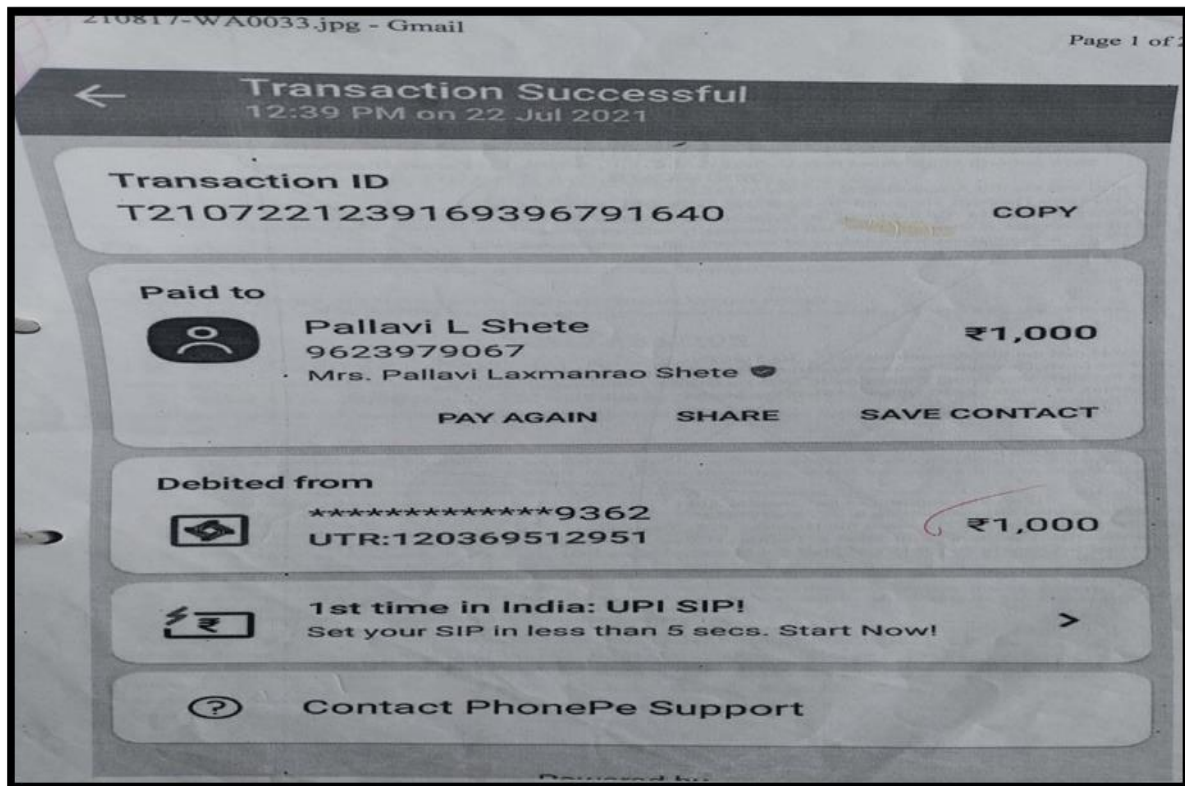 210817-WA0033.jpg - Gmail
Page 1 of 2
Transaction Successful
12:39 PM on 22 Jul 2021
Transaction ID
T2107221239169396791640 COPY
Paid to
Pallavi L Shete ₹1,000
9623979067
Mrs. Pallavi Laxmanrao Shete
PAY AGAIN SHARE SAVE CONTACT
Debited from
*************9362 ₹1,000
UTR:120369512951
1st time in India: UPI SIP! >
Set your SIP in less than 5 secs. Start Now!
Contact PhonePe Support
Powered by